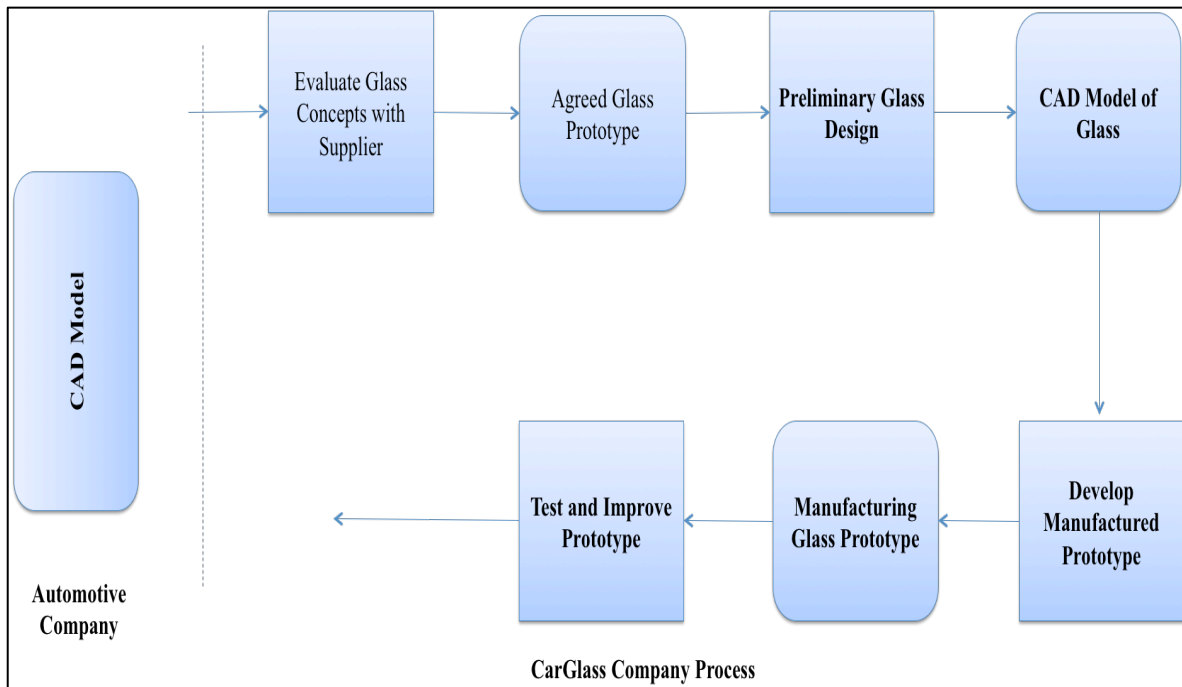 Evaluate Glass
Concepts with
Supplier
Agreed Glass
Prototype
Preliminary Glass
Design
CAD Model of
Glass
CAD Model
Test and Improve
Prototype
Manufacturing
Glass Prototype
Develop
Manufactured
Prototype
Automotive
Company
CarGlass Company Process